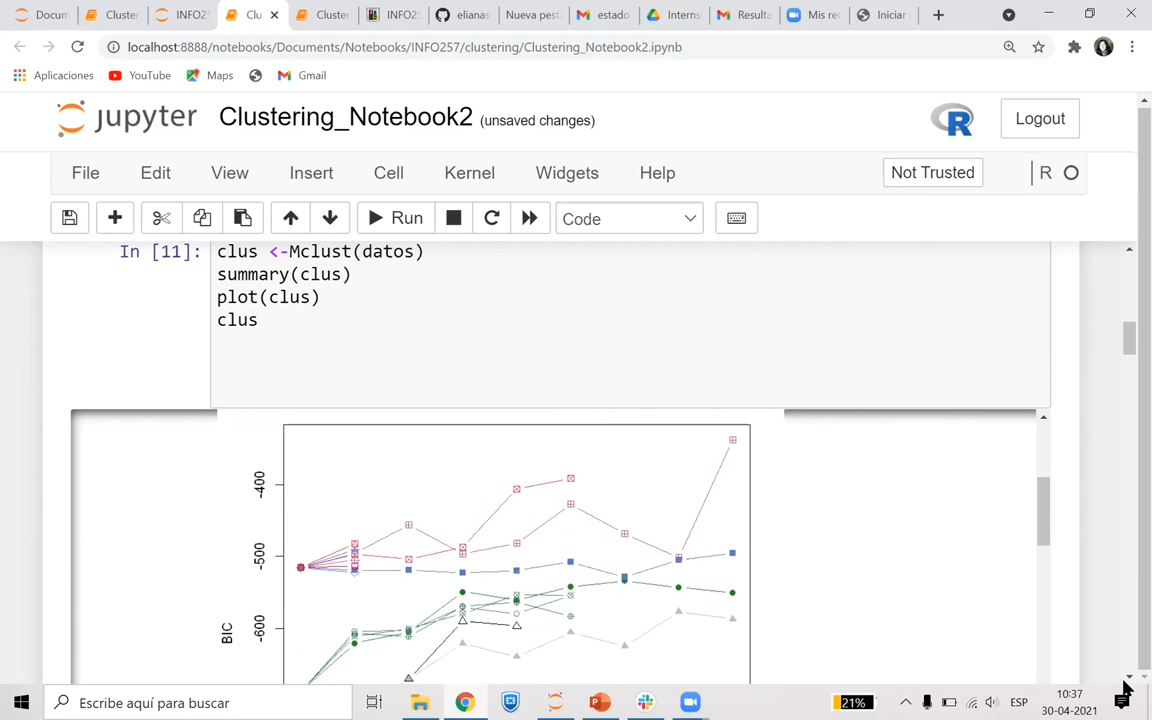 Docum
Cluster
INFO25
Clu
Cluster
INFO2
elianas
Nueva pest
estado
Interns
Resulta
Mis re
Iniciar
localhost:8888/notebooks/Documents/Notebooks/INFO257/clustering/Clustering_Notebook2.ipynb
Aplicaciones
YouTube
Maps
Gmail
jupyter
Clustering_Notebook2 (unsaved changes)
R
Logout
File
Edit
View
Insert
Cell
Kernel
Widgets
Help
Not Trusted
R
Run
Code
In [11]:
clus <-Mclust(datos)
summary(clus)
plot(clus)
clus
-400
-500
-600
BIC
Escribe aquí para buscar
21%
ESP
10:37
30-04-2021